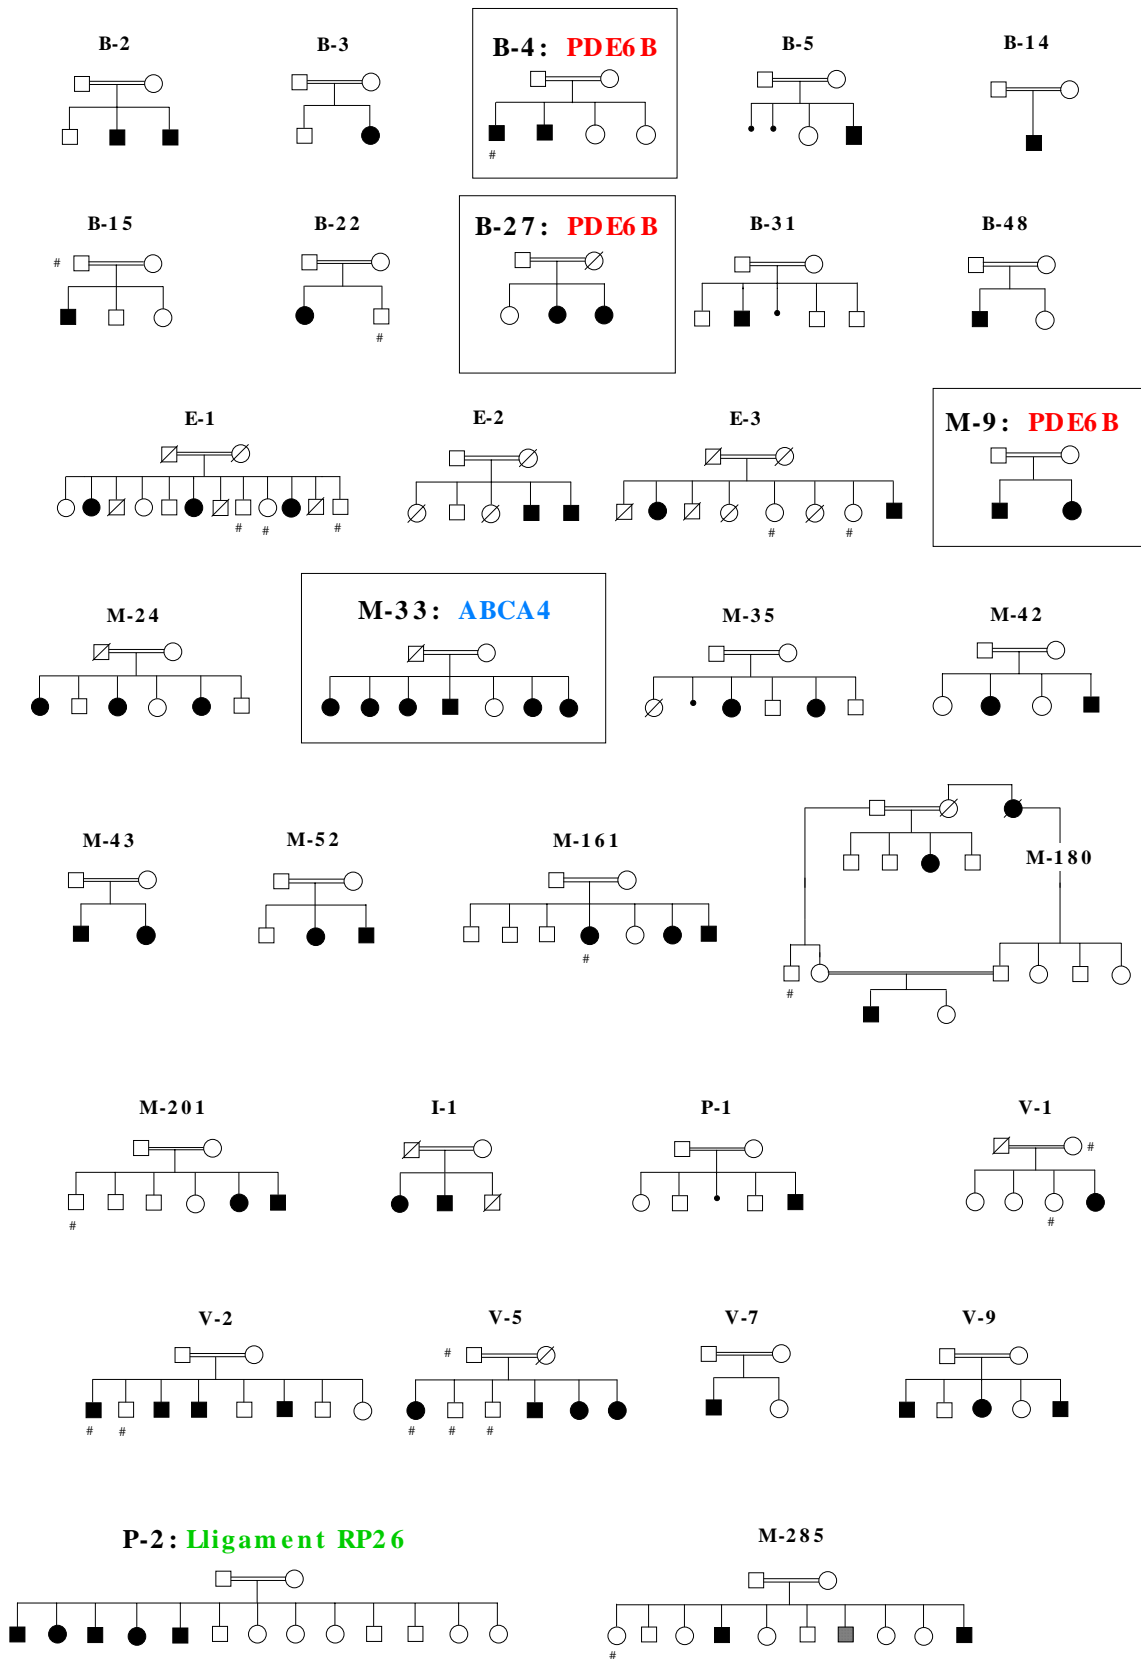 B-2 B-3 B-4: PDE6B B-5 B-14
#
B-15 B-22 B-27: PDE6B B-31 B-48
#
#
E-1 E-2 E-3 M-9: PDE6B
# # # # #
M-24 M-33: ABCA4 M-35 M-42
M-43 M-52 M-161 M-180
#
#
M-201 I-1 P-1 V-1
#
# #
V-2 V-5 V-7 V-9
#
# # # # #
P-2: Lligament RP26 M-285
#